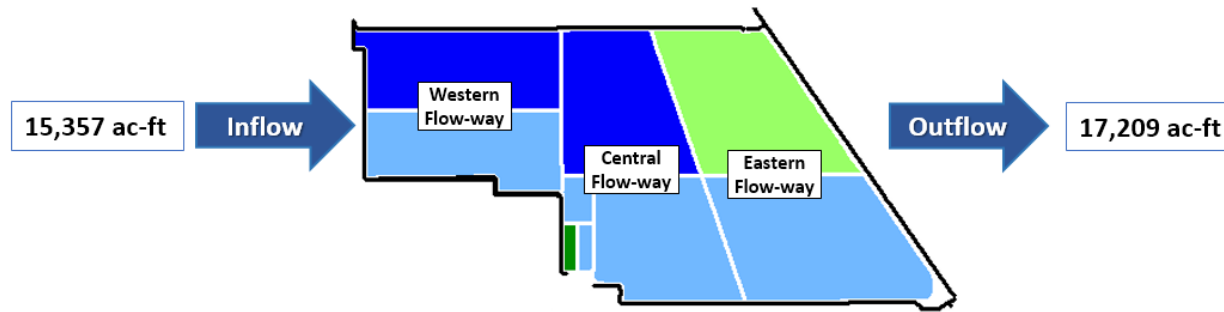 15,357 ac-ft
Inflow
Western
Flow-way
Central
Flow-way
Eastern
Flow-way
Outflow
17,209 ac-ft